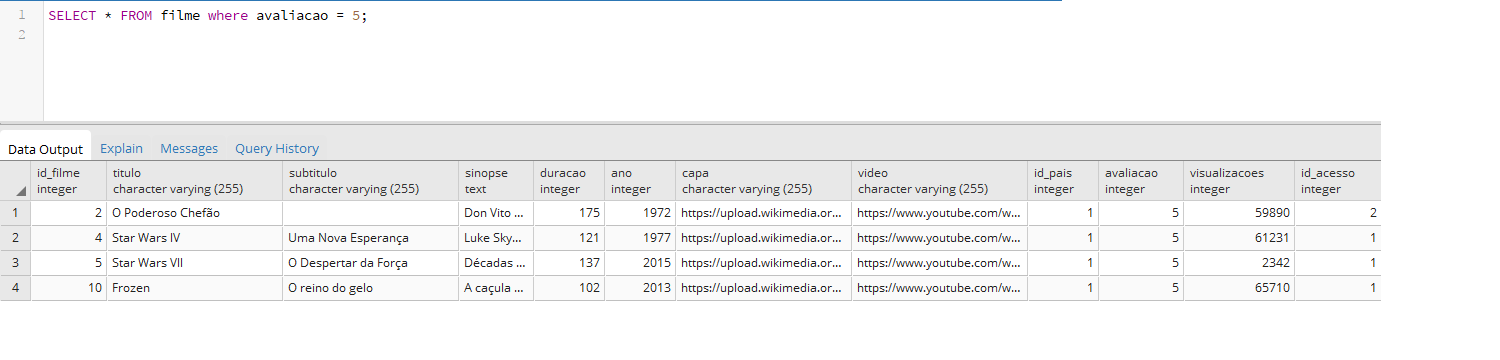 1 SELECT * FROM filme where avaliacao = 5;
2
Data Output Explain Messages Query History
id_filme titulo subtitulo sinopse duracao ano capa video id_pais avaliacao visualizacoes id_acesso
integer character varying (255) character varying (255) text integer integer character varying (255) character varying (255) integer integer integer integer
1 2 O Poderoso Chefão Don Vito ... 175 1972 https://upload.wikimedia.or... https://www.youtube.com/w... 1 5 59890 2
2 4 Star Wars IV Uma Nova Esperança Luke Sky... 121 1977 https://upload.wikimedia.or... https://www.youtube.com/w... 1 5 61231 1
3 5 Star Wars VII O Despertar da Força Décadas ... 137 2015 https://upload.wikimedia.or... https://www.youtube.com/w... 1 5 2342 1
4 10 Frozen O reino do gelo A caçula ... 102 2013 https://upload.wikimedia.or... https://www.youtube.com/w... 1 5 65710 1